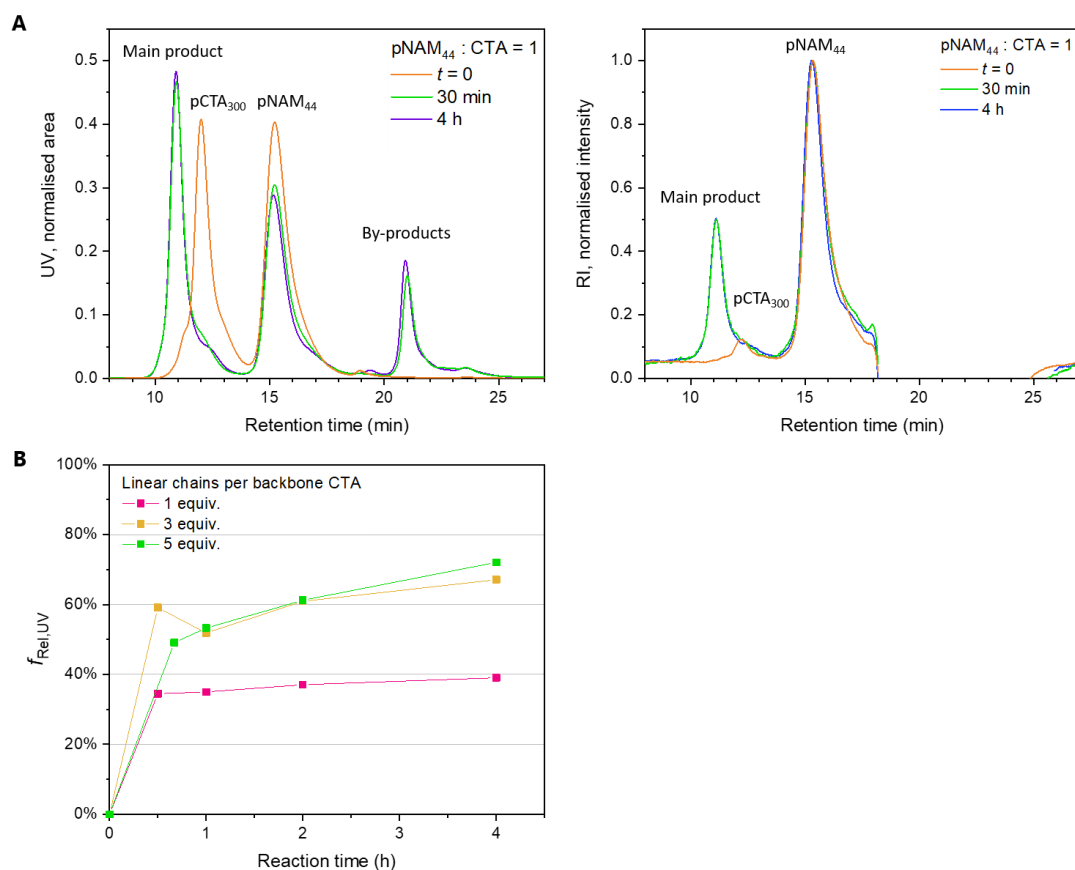 A
UV, normalised area
0.5
0.4
0.3
0.2
0.1
0.0
Main product
pCTA₃₀₀
pNAM₄₄
By-products
pNAM₄₄ : CTA = 1
t = 0
30 min
4 h
10 15 20 25
Retention time (min)
RI, normalised intensity
1.0
0.8
0.6
0.4
0.2
0.0
pNAM₄₄
Main product
pCTA₃₀₀
pNAM₄₄ : CTA = 1
t = 0
30 min
4 h
10 15 20 25
Retention time (min)
B
fRel,UV
100%
80%
60%
40%
20%
0%
Linear chains per backbone CTA
1 equiv.
3 equiv.
5 equiv.
0 1 2 3 4
Reaction time (h)